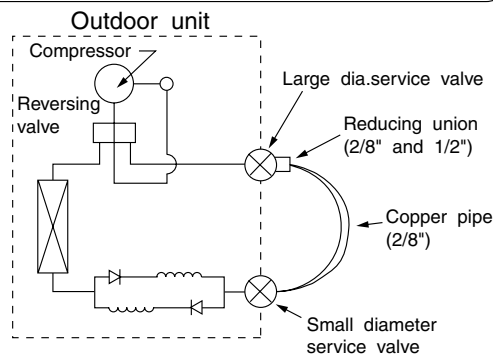 Outdoor unit
Compressor
Reversing
valve
Large dia.service valve
Reducing union
(2/8" and 1/2")
Copper pipe
(2/8")
Small diameter
service valve